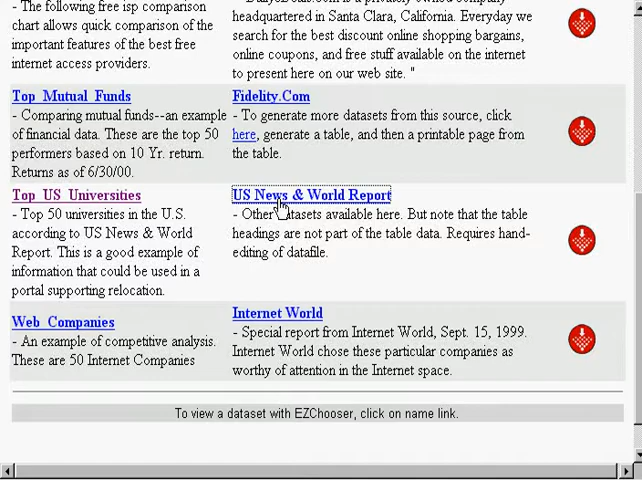 - The following free isp comparison
chart allows quick comparison of the
important features of the best free
internet access providers.
headquartered in Santa Clara, California. Everyday we
search for the best discount online shopping bargains,
online coupons, and free stuff available on the internet
to present here on our web site. "
Top Mutual Funds
- Comparing mutual funds--an example
of financial data. These are the top 50
performers based on 10 Yr. return.
Returns as of 6/30/00.
Fidelity.Com
- To generate more datasets from this source, click
here, generate a table, and then a printable page from
the table.
Top US Universities
- Top 50 universities in the U.S.
according to US News & World
Report. This is a good example of
information that could be used in a
portal supporting relocation.
US News & World Report
- Other datasets available here. But note that the table
headings are not part of the table data. Requires hand-
editing of datafile.
Web Companies
- An example of competitive analysis.
These are 50 Internet Companies
Internet World
- Special report from Internet World, Sept. 15, 1999.
Internet World chose these particular companies as
worthy of attention in the Internet space.
To view a dataset with EZChooser, click on name link.